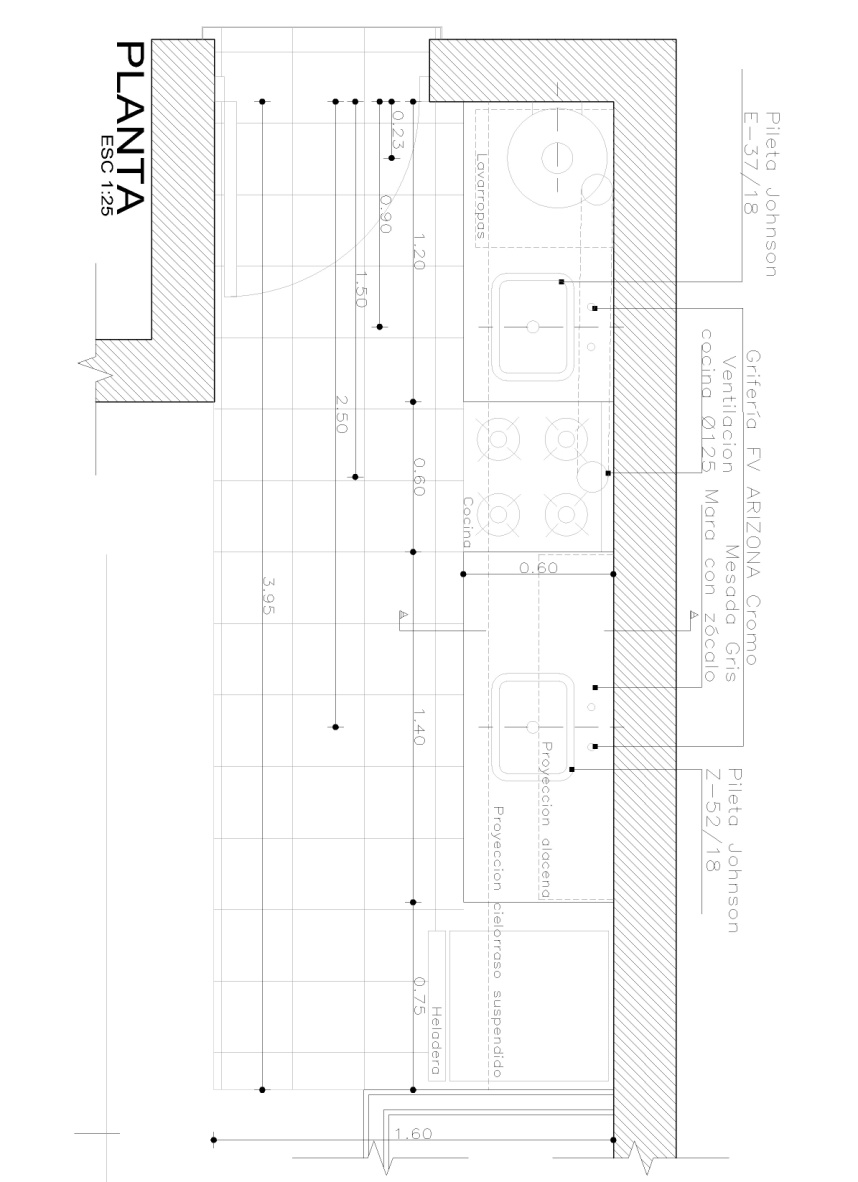 PLANTA
ESC 1:25
Pileta Johnson
E-37/18
Grifería FV ARIZONA Cromo
Ventilacion
cocina Ø125
Mesada Gris
Mara con zócalo
Pileta Johnson
Z-52/18
Lavarropas
Cocina
Proyeccion alacena
Proyeccion cielorraso suspendido
Heladera
0.23
0.90
1.20
1.50
2.50
0.60
0.60
3.95
1.40
0.75
1.60
A
A